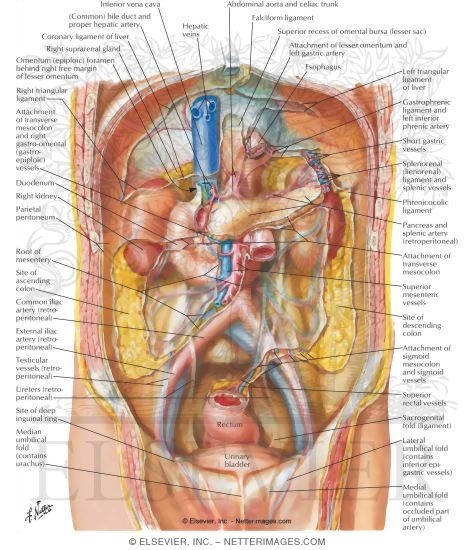 Inferior vena cava
(Common) bile duct and
proper hepatic artery
Coronary ligament of liver
Right suprarenal gland
Omental (epiploic) foramen
behind right free margin
of lesser omentum
Right triangular
ligament
Attachment
of transverse
mesocolon
and right
gastro-omental
(gastro-
epiploic)
vessels
Duodenum
Right kidney
Parietal
peritoneum
Root of
mesentery
Site of
ascending
colon
Common iliac
artery (retro-
peritoneal)
External iliac
artery (retro-
peritoneal)
Testicular
vessels (retro-
peritoneal)
Ureters (retro-
peritoneal)
Site of deep
inguinal ring
Median
umbilical
fold
(contains
urachus)
Hepatic
veins
Abdominal aorta and celiac trunk
Falciform ligament
Superior recess of omental bursa (lesser sac)
Attachment of lesser omentum and
left gastric artery
Esophagus
Left triangular
ligament
of liver
Gastrophrenic
ligament and
left inferior
phrenic artery
Short gastric
vessels
Splenorenal
(lienorenal)
ligament and
splenic vessels
Phrenicocolic
ligament
Pancreas and
splenic artery
(retroperitoneal)
Attachment of
transverse
mesocolon
Superior
mesenteric
vessels
Site of
descending
colon
Attachment of
sigmoid
mesocolon
and sigmoid
vessels
Superior
rectal vessels
Sacrogenital
fold (ligament)
Lateral
umbilical fold
(contains
inferior epi-
gastric vessels)
Medial
umbilical fold
(contains
occluded part
of umbilical
artery)
Rectum
Urinary
bladder
F. Netter
© Elsevier, Inc. - Netterimages.com
© ELSEVIER, INC. – NETTERIMAGES.COM